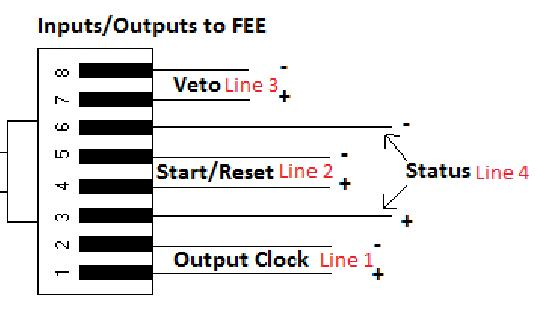 Inputs/Outputs to FEE
8 -
Veto Line 3
7 +
6 -
5 -
Start/Reset Line 2
Status Line 4
4 +
3 +
2 -
Output Clock Line 1
1 +